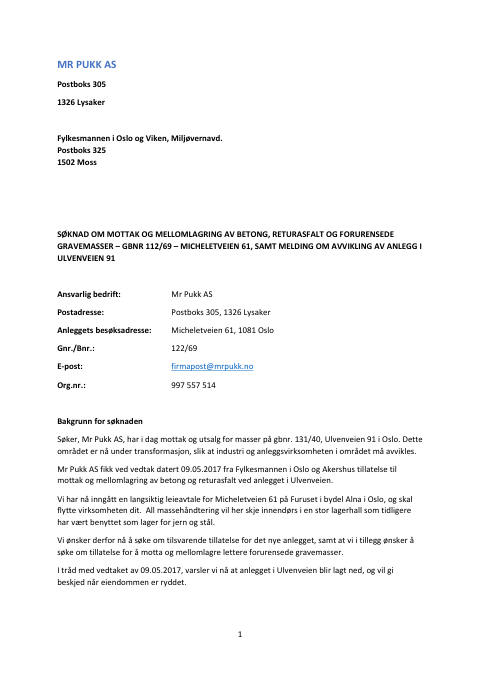 MR PUKK AS
Postboks 305
1326 Lysaker
Fylkesmannen i Oslo og Viken, Miljøvernavd.
Postboks 325
1502 Moss
SØKNAD OM MOTTAK OG MELLOMLAGRING AV BETONG, RETURASFALT OG FORURENSEDE
GRAVEMASSER – GBNR 112/69 – MICHELETVEIEN 61, SAMT MELDING OM AVVIKLING AV ANLEGG I
ULVENVEIEN 91
Ansvarlig bedrift: Mr Pukk AS
Postadresse: Postboks 305, 1326 Lysaker
Anleggets besøksadresse: Micheletveien 61, 1081 Oslo
Gnr./Bnr.: 122/69
E-post: firmapost@mrpukk.no
Org.nr.: 997 557 514
Bakgrunn for søknaden
Søker, Mr Pukk AS, har i dag mottak og utsalg for masser på gbnr. 131/40, Ulvenveien 91 i Oslo. Dette
området er nå under transformasjon, slik at industri og anleggsvirksomheten i området må avvikles.
Mr Pukk AS fikk ved vedtak datert 09.05.2017 fra Fylkesmannen i Oslo og Akershus tillatelse til
mottak og mellomlagring av betong og returasfalt ved anlegget i Ulvenveien.
Vi har nå inngått en langsiktig leieavtale for Micheletveien 61 på Furuset i bydel Alna i Oslo, og skal
flytte virksomheten dit. All massehåndtering vil her skje innendørs i en stor lagerhall som tidligere
har vært benyttet som lager for jern og stål.
Vi ønsker derfor nå å søke om tilsvarende tillatelse for det nye anlegget, samt at vi i tillegg ønsker å
søke om tillatelse for å motta og mellomlagre lettere forurensede gravemasser.
I tråd med vedtaket av 09.05.2017, varsler vi nå at anlegget i Ulvenveien blir lagt ned, og vil gi
beskjed når eiendommen er ryddet.
1